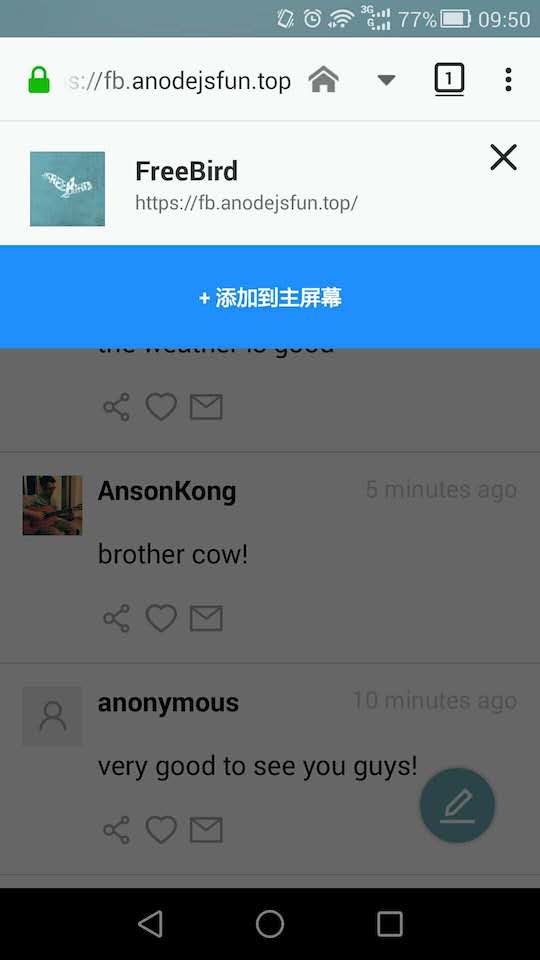 3G
G
77% 09:50
s://fb.anodejsfun.top
1
FreeBird
https://fb.anodejsfun.top/
+ 添加到主屏幕
the weather is good
AnsonKong
5 minutes ago
brother cow!
anonymous
10 minutes ago
very good to see you guys!